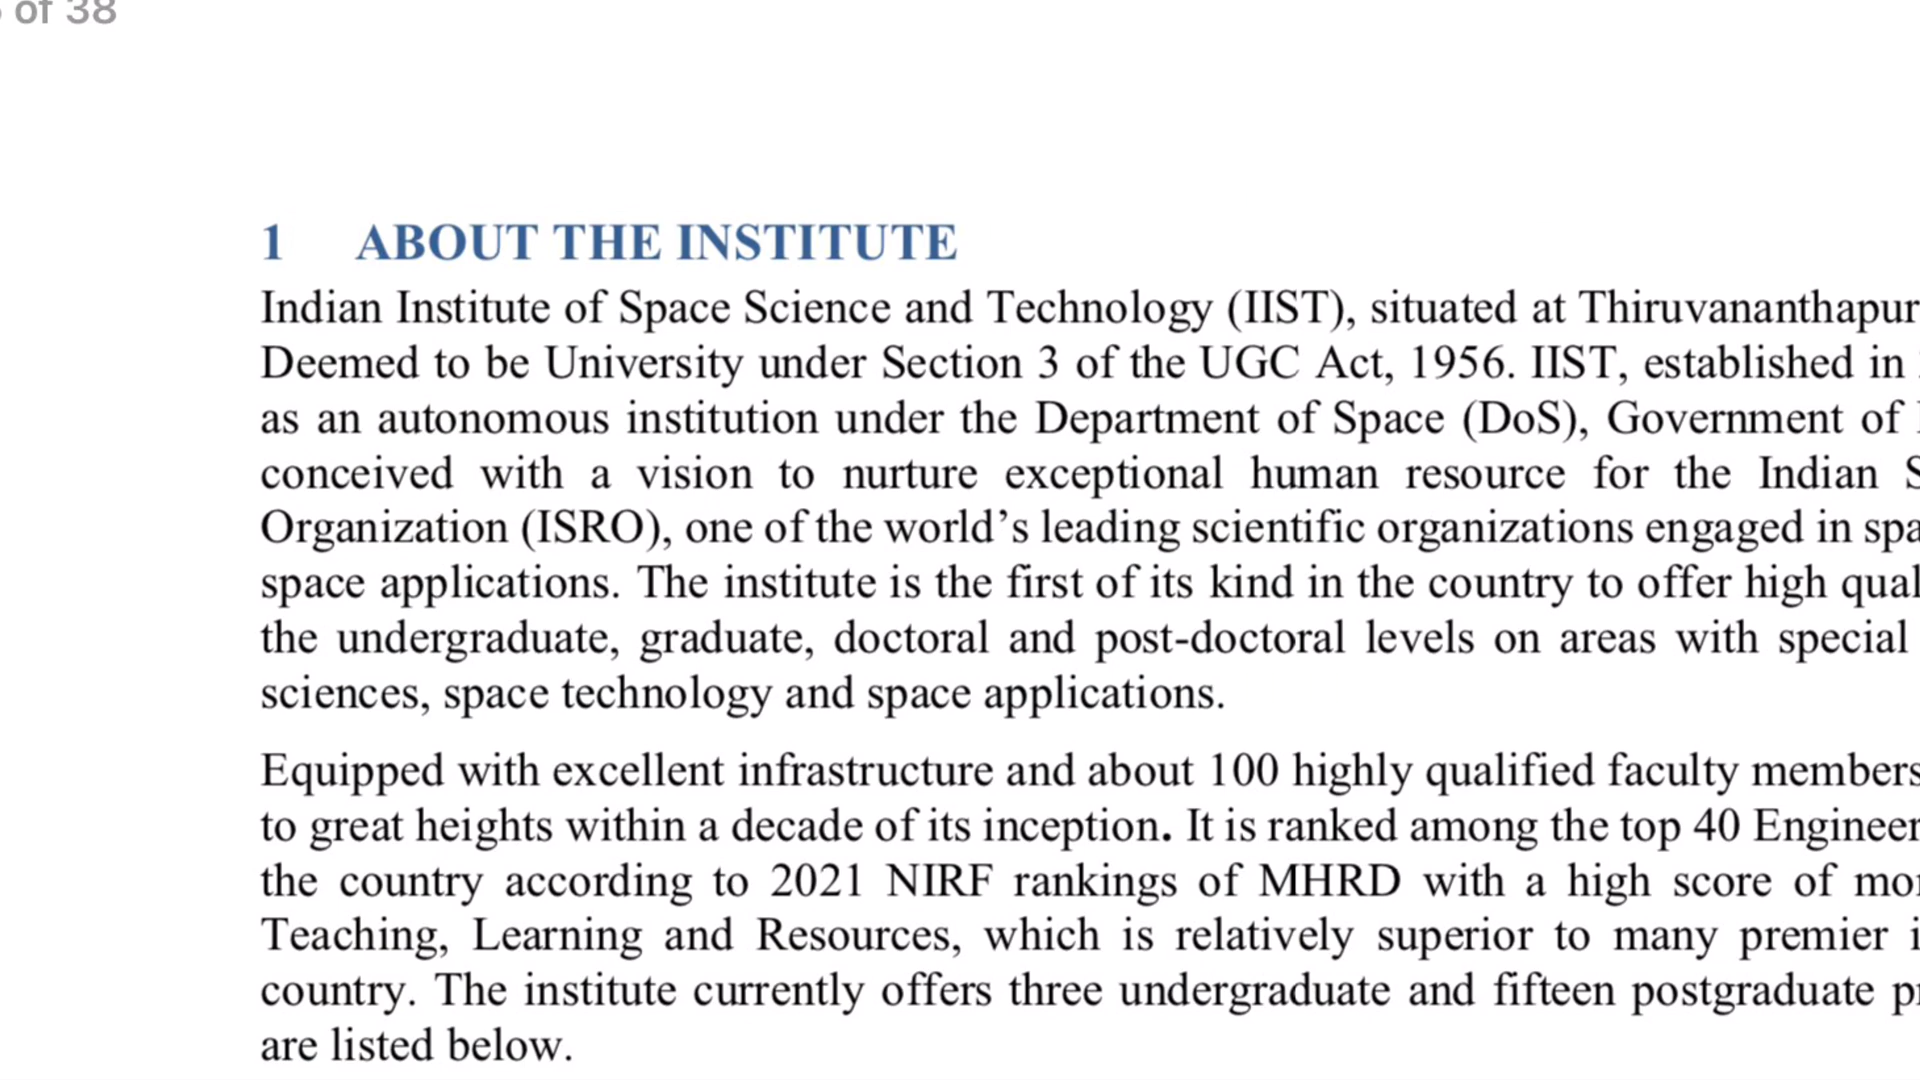 of 38
1 ABOUT THE INSTITUTE
Indian Institute of Space Science and Technology (IIST), situated at
Deemed to be University under Section 3 of the UGC Act, 1956. IIST, established in
as an autonomous institution under the Department of Space (DoS), Government of
conceived with a vision to nurture exceptional human resource for the Indian
Organization (ISRO), one of the world’s leading scientific organizations engaged in
space applications. The institute is the first of its kind in the country to offer high
the undergraduate, graduate, doctoral and post-doctoral levels on areas with special
sciences, space technology and space applications.
Equipped with excellent infrastructure and about 100 highly qualified faculty members
to great heights within a decade of its inception. It is ranked among the top 40
the country according to 2021 NIRF rankings of MHRD with a high score of
Teaching, Learning and Resources, which is relatively superior to many premier
country. The institute currently offers three undergraduate and fifteen postgraduate
are listed below.